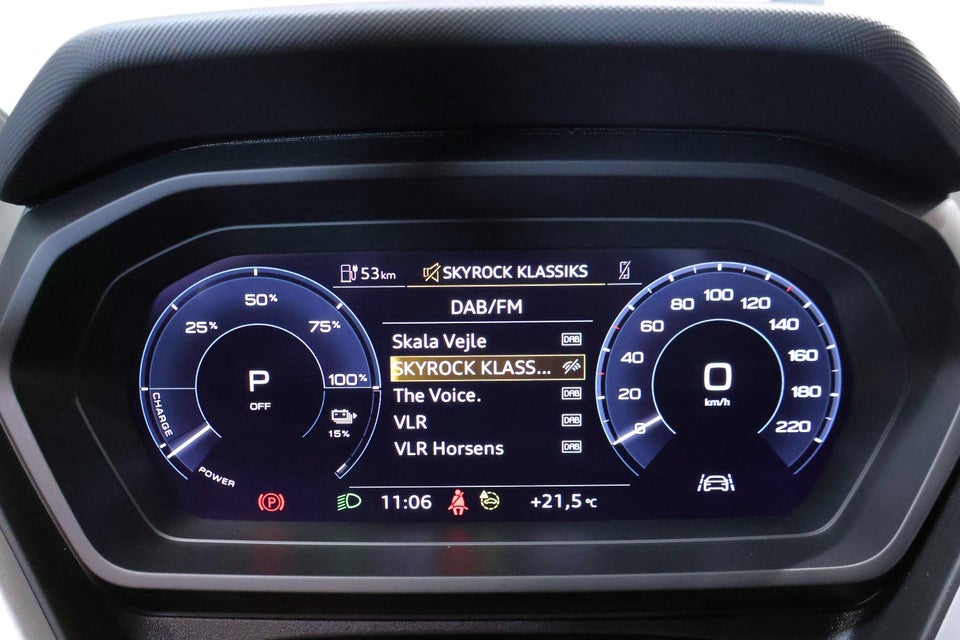 53 km SKYROCK KLASSIKS
DAB/FM
Skala Vejle DAB
SKYROCK KLASS...
The Voice. DAB
VLR DAB
VLR Horsens DAB
25%
50%
75%
100%
CHARGE
POWER
P
OFF
15%
0
20
40
60
80
100
120
140
160
180
220
0
km/h
P
11:06
+21,5 °C